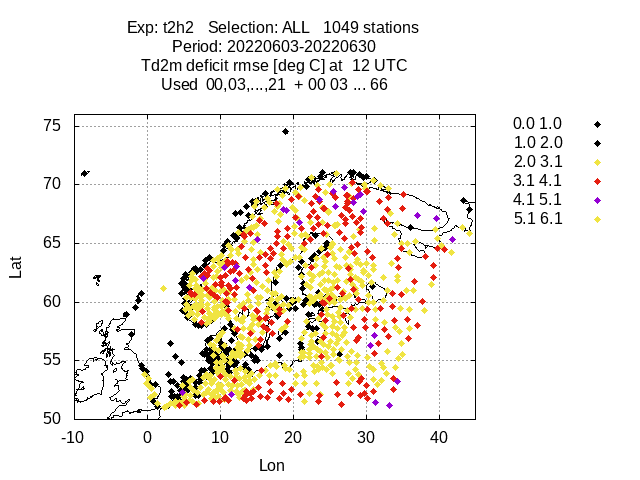 Exp: t2h2   Selection: ALL   1049 stations
Period: 20220603-20220630
Td2m deficit rmse [deg C] at  12 UTC
Used  00,03,...,21  + 00 03 ... 66
0.0 1.0
1.0 2.0
2.0 3.1
3.1 4.1
4.1 5.1
5.1 6.1
75
70
65
60
55
50
Lat
-10 0 10 20 30 40
Lon